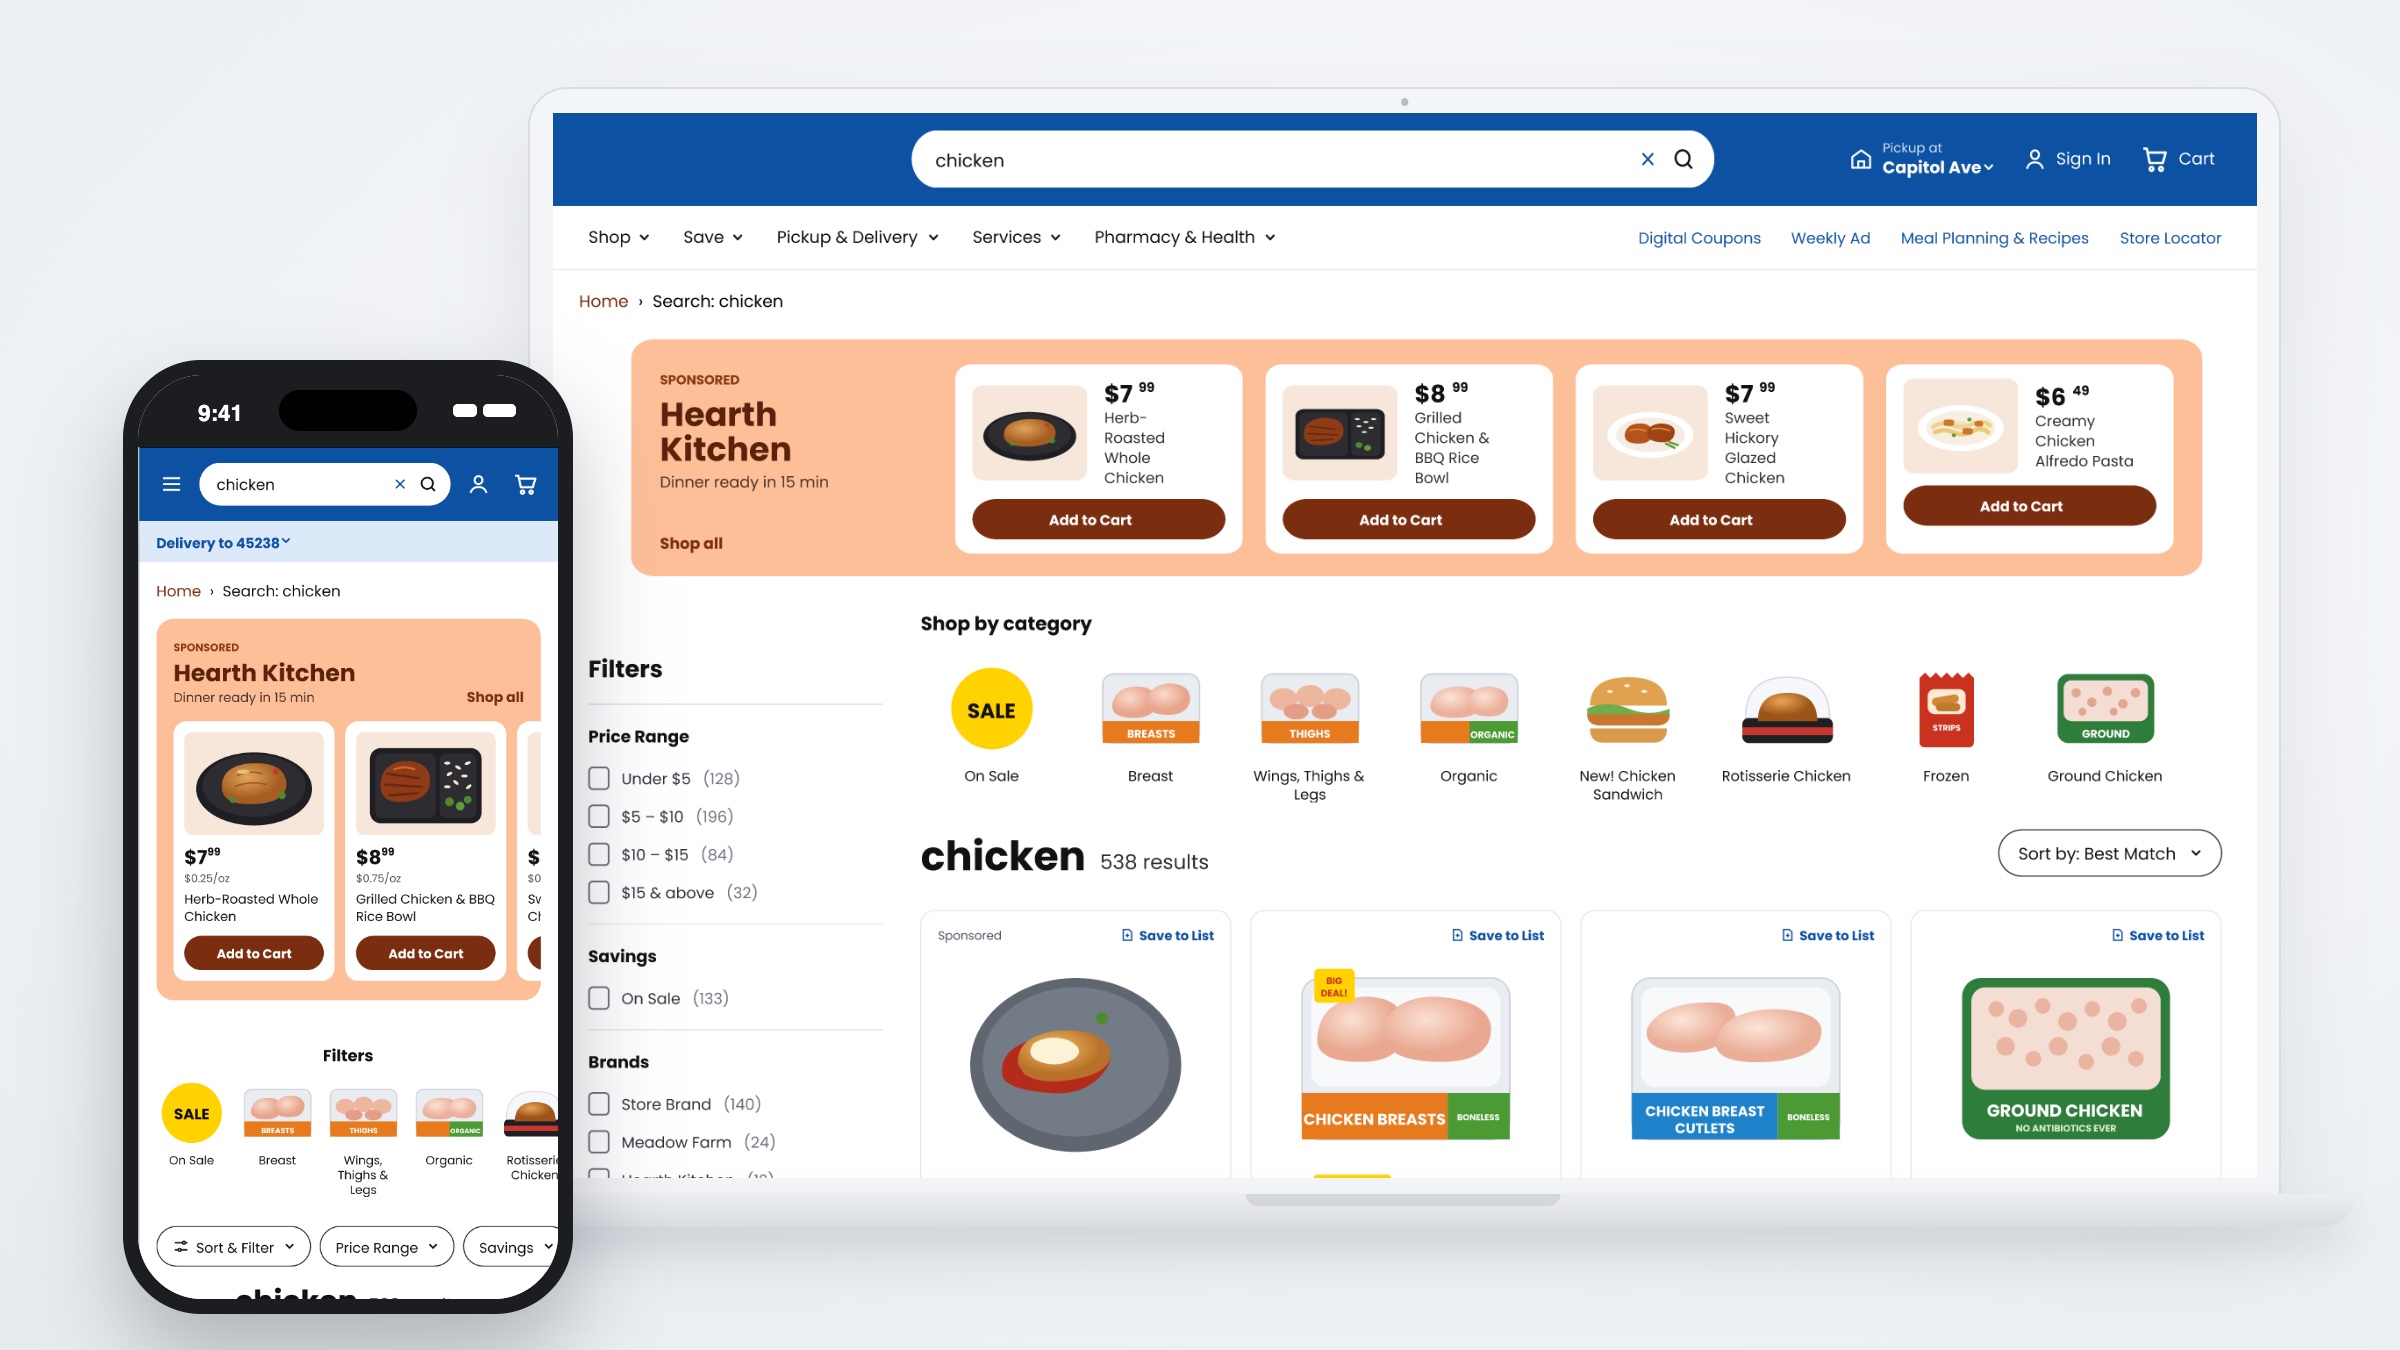 chicken
Pickup at
Capitol Ave
Sign In
Cart
Shop
Save
Pickup & Delivery
Services
Pharmacy & Health
Digital Coupons
Weekly Ad
Meal Planning & Recipes
Store Locator
Home › Search: chicken
SPONSORED
Hearth
Kitchen
Dinner ready in 15 min
Shop all
$7 99
Herb-
Roasted
Whole
Chicken
Add to Cart
$8 99
Grilled
Chicken &
BBQ Rice
Bowl
Add to Cart
$7 99
Sweet
Hickory
Glazed
Chicken
Add to Cart
$6 49
Creamy
Chicken
Alfredo Pasta
Add to Cart
Filters
Price Range
Under $5 (128)
$5 – $10 (196)
$10 – $15 (84)
$15 & above (32)
Savings
On Sale (133)
Brands
Store Brand (140)
Meadow Farm (24)
Shop by category
SALE
On Sale
BREASTS
Breast
THIGHS
Wings, Thighs &
Legs
ORGANIC
Organic
New! Chicken
Sandwich
Rotisserie Chicken
STRIPS
Frozen
GROUND
Ground Chicken
chicken 538 results
Sort by: Best Match
Sponsored
Save to List
Save to List
BIG
DEAL!
CHICKEN BREASTS
BONELESS
Save to List
CHICKEN BREAST
CUTLETS
BONELESS
Save to List
GROUND CHICKEN
NO ANTIBIOTICS EVER
9:41
chicken
Delivery to 45238
Home › Search: chicken
SPONSORED
Hearth Kitchen
Dinner ready in 15 min
Shop all
$7 99
$0.25/oz
Herb-Roasted Whole
Chicken
Add to Cart
$8 99
$0.75/oz
Grilled Chicken & BBQ
Rice Bowl
Add to Cart
$
$0
Sw
Ch
Filters
SALE
On Sale
BREASTS
Breast
THIGHS
Wings,
Thighs &
Legs
ORGANIC
Organic
Rotisserie
Chicken
Sort & Filter
Price Range
Savings
chicken